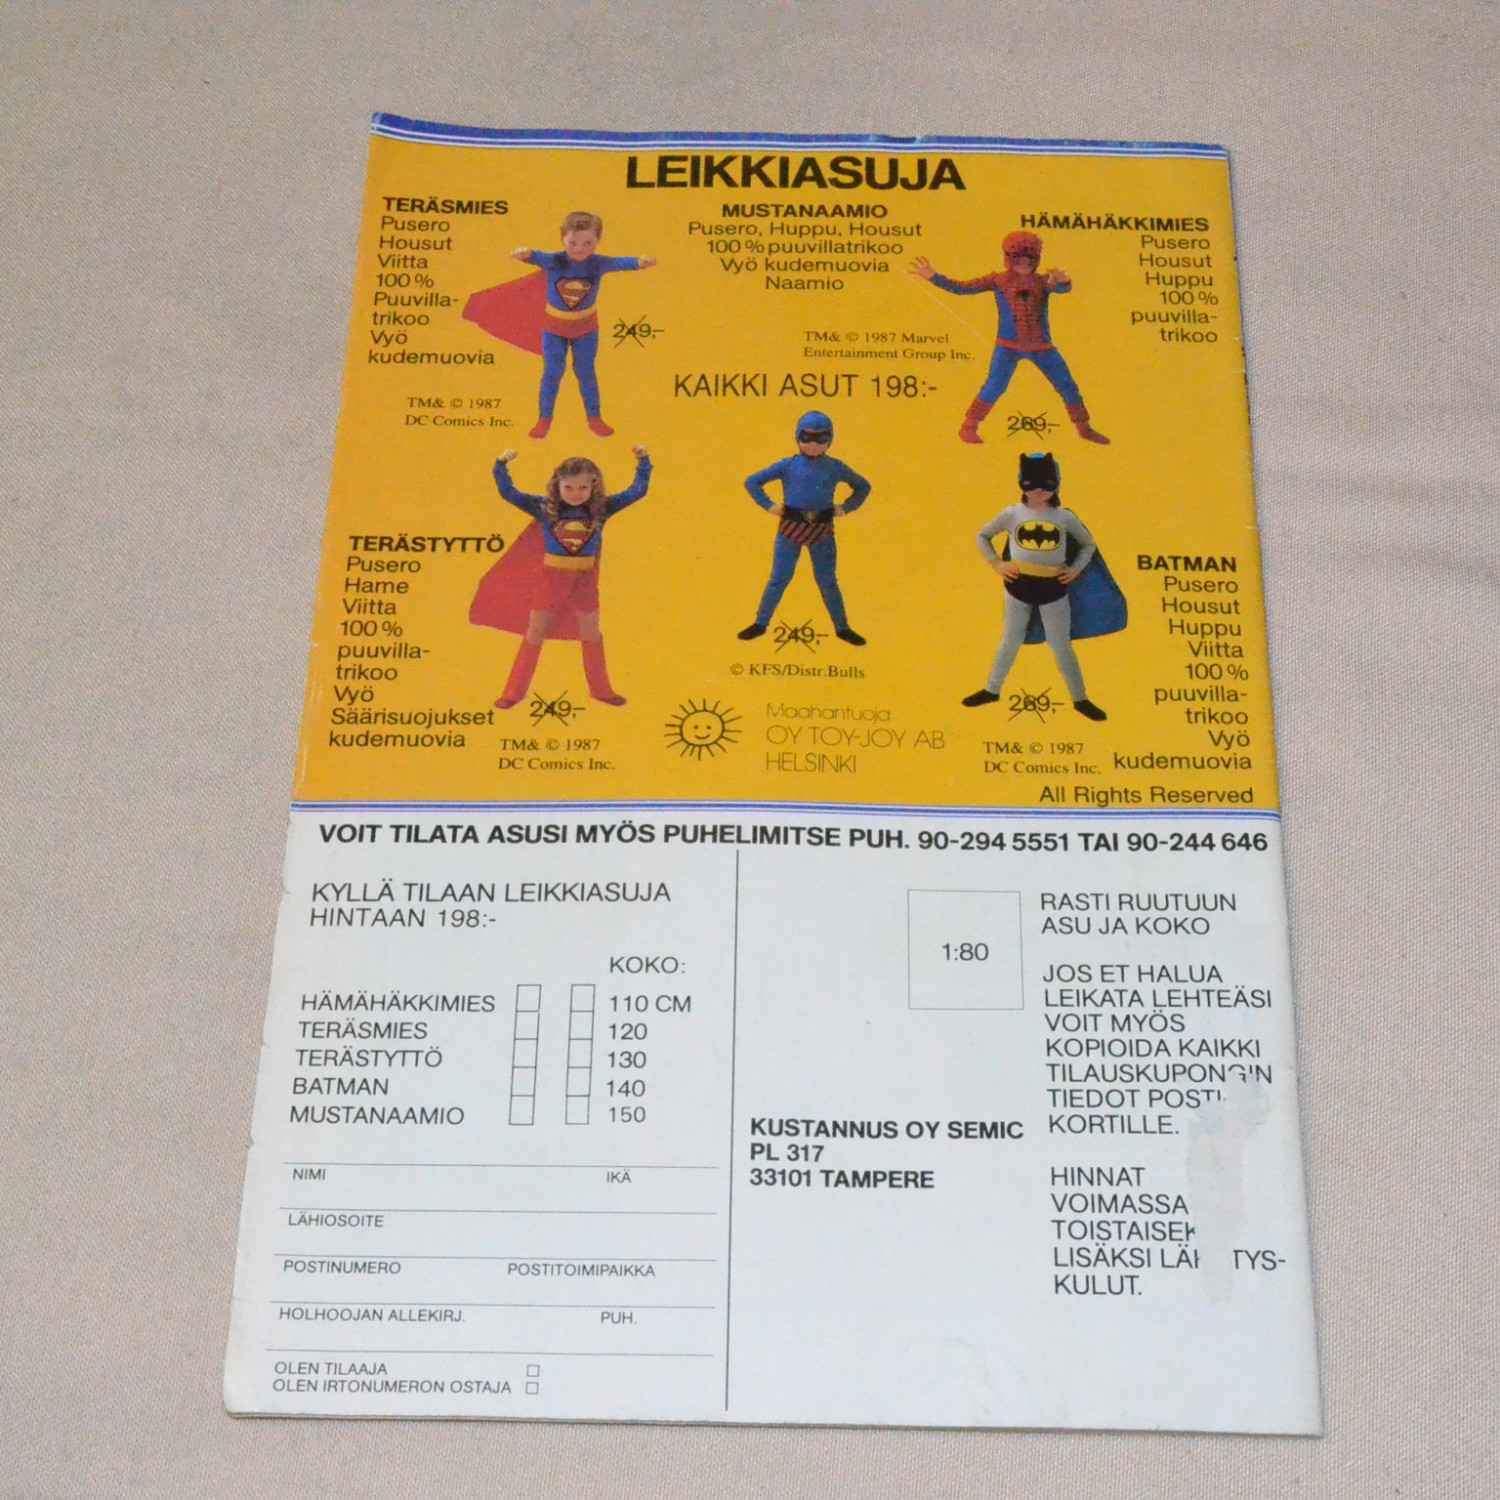 LEIKKIASUJA
TERÄSMIES
Pusero
Housut
Viitta
100 %
Puuvilla-
trikoo
Vyö
kudemuovia
249,-
TM& © 1987
DC Comics Inc.
MUSTANAAMIO
Pusero, Huppu, Housut
100 % puuvillatrikoo
Vyö kudemuovia
Naamio
HÄMÄHÄKKIMIES
Pusero
Housut
Huppu
100 %
puuvilla-
trikoo
TM& © 1987 Marvel
Entertainment Group Inc.
269,-
KAIKKI ASUT 198:-
TERÄSTYTTÖ
Pusero
Hame
Viitta
100 %
puuvilla-
trikoo
Vyö
Säärisuojukset
kudemuovia
249,-
TM& © 1987
DC Comics Inc.
249,-
© KFS/Distr.Bulls
Maahantuoja
OY TOY-JOY AB
HELSINKI
BATMAN
Pusero
Housut
Huppu
Viitta
100 %
puuvilla-
trikoo
Vyö
kudemuovia
269,-
TM& © 1987
DC Comics Inc.
All Rights Reserved
VOIT TILATA ASUSI MYÖS PUHELIMITSE PUH. 90-294 5551 TAI 90-244 646
KYLLÄ TILAAN LEIKKIASUJA
HINTAAN 198:-
KOKO:
HÄMÄHÄKKIMIES 110 CM
TERÄSMIES 120
TERÄSTYTTÖ 130
BATMAN 140
MUSTANAAMIO 150
NIMI IKÄ
LÄHIOSOITE
POSTINUMERO POSTITOIMIPAIKKA
HOLHOOJAN ALLEKIRJ. PUH.
OLEN TILAAJA
OLEN IRTONUMERON OSTAJA
1:80
KUSTANNUS OY SEMIC
PL 317
33101 TAMPERE
RASTI RUUTUUN
ASU JA KOKO
JOS ET HALUA
LEIKATA LEHTEÄSI
VOIT MYÖS
KOPIOIDA KAIKKI
TILAUSKUPONGIN
TIEDOT POSTI-
KORTILLE.
HINNAT
VOIMASSA
LISÄKSI
KULUT.